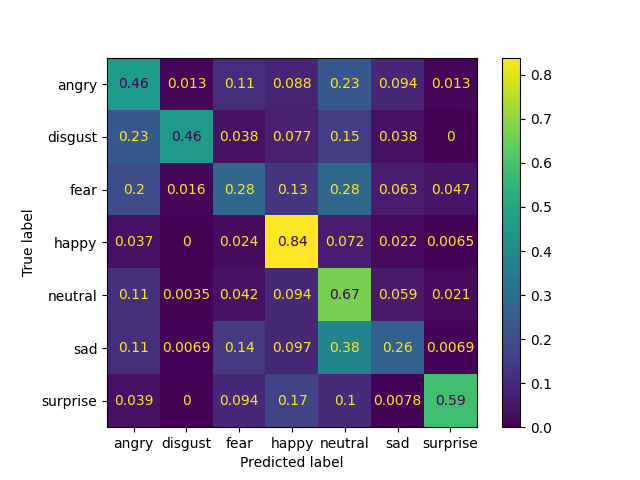 angry 0.46 0.013 0.11 0.088 0.23 0.094 0.013
disgust 0.23 0.46 0.038 0.077 0.15 0.038 0
fear 0.2 0.016 0.28 0.13 0.28 0.063 0.047
happy 0.037 0 0.024 0.84 0.072 0.022 0.0065
neutral 0.11 0.0035 0.042 0.094 0.67 0.059 0.021
sad 0.11 0.0069 0.14 0.097 0.38 0.26 0.0069
surprise 0.039 0 0.094 0.17 0.1 0.0078 0.59
angry disgust fear happy neutral sad surprise
Predicted label
True label
0.8
0.7
0.6
0.5
0.4
0.3
0.2
0.1
0.0